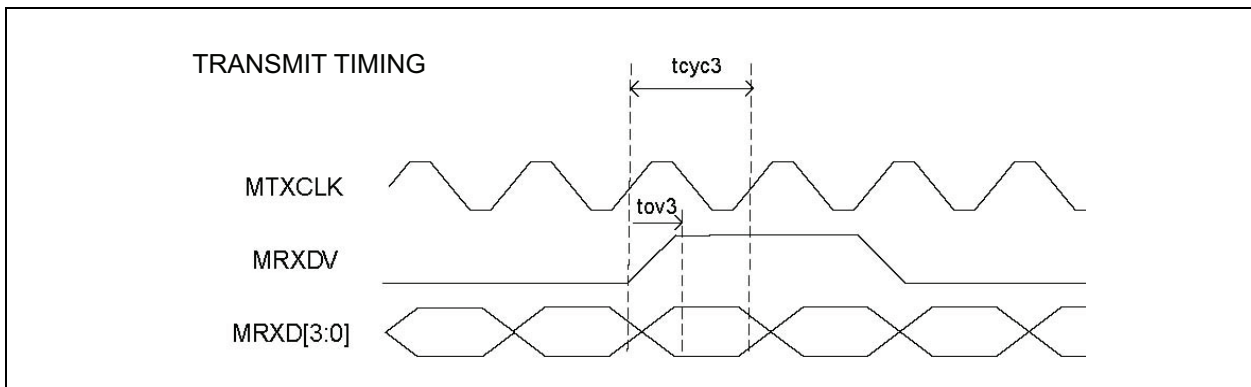 TRANSMIT TIMING
tcyc3
MTXCLK
tov3
MRXDV
MRXD[3:0]